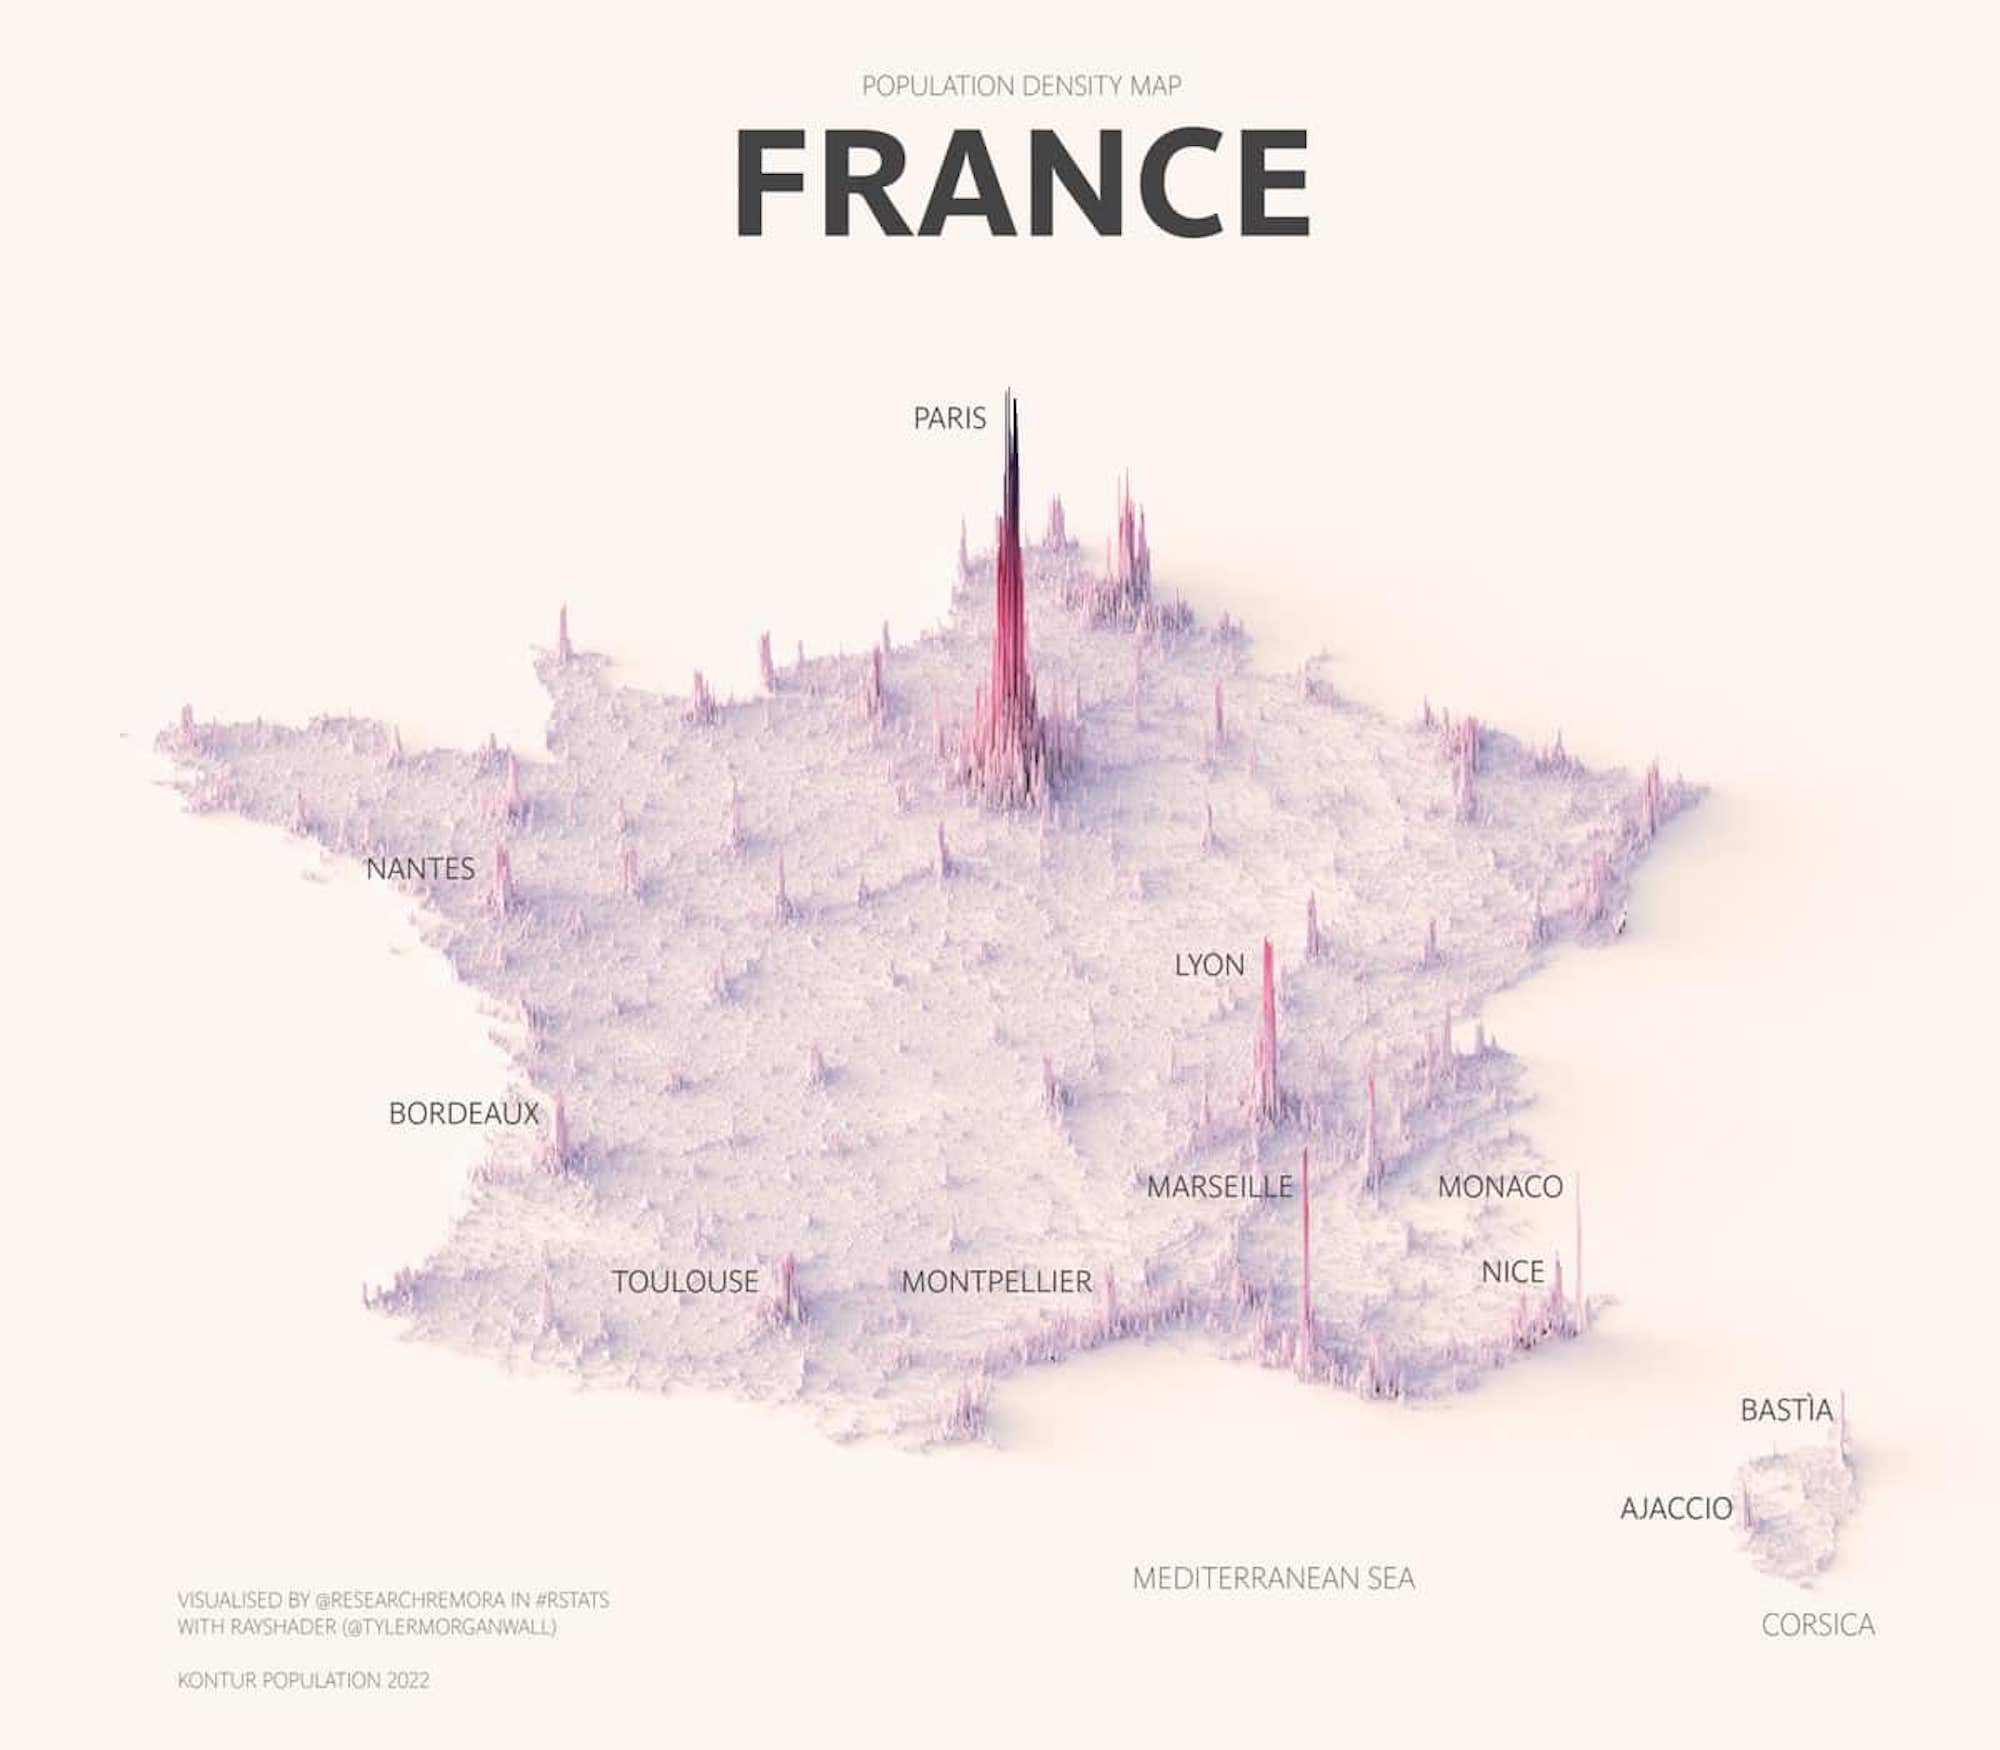 POPULATION DENSITY MAP
FRANCE
PARIS
NANTES
LYON
BORDEAUX
MARSEILLE
MONACO
TOULOUSE
MONTPELLIER
NICE
BASTÌA
AJACCIO
MEDITERRANEAN SEA
CORSICA
VISUALISED BY @RESEARCHREMORA IN #RSTATS
WITH RAYSHADER (@TYLERMORGANWALL)
KONTUR POPULATION 2022